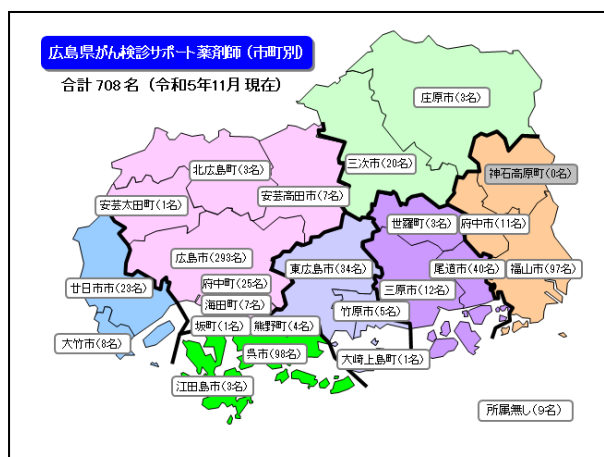 広島県がん検診サポート薬剤師(市町別)
合計 708 名 (令和5年11月 現在)
庄原市(3名)
三次市(20名)
北広島町(3名)
神石高原町(0名)
安芸高田市(7名)
安芸太田町(1名)
世羅町(3名)
府中市(11名)
広島市(293名)
東広島市(34名)
尾道市(40名)
福山市(97名)
府中町(25名)
廿日市市(23名)
三原市(12名)
海田町(7名)
竹原市(5名)
坂町(1名)
熊野町(4名)
大竹市(8名)
呉市(98名)
大崎上島町(1名)
江田島市(3名)
所属無し(9名)